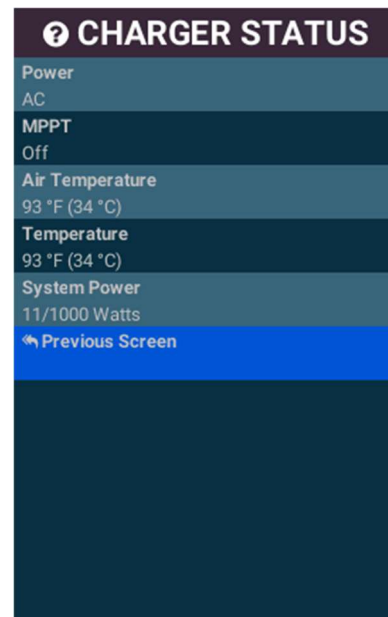 CHARGER STATUS
Power
AC
MPPT
Off
Air Temperature
93 °F (34 °C)
Temperature
93 °F (34 °C)
System Power
11/1000 Watts
Previous Screen